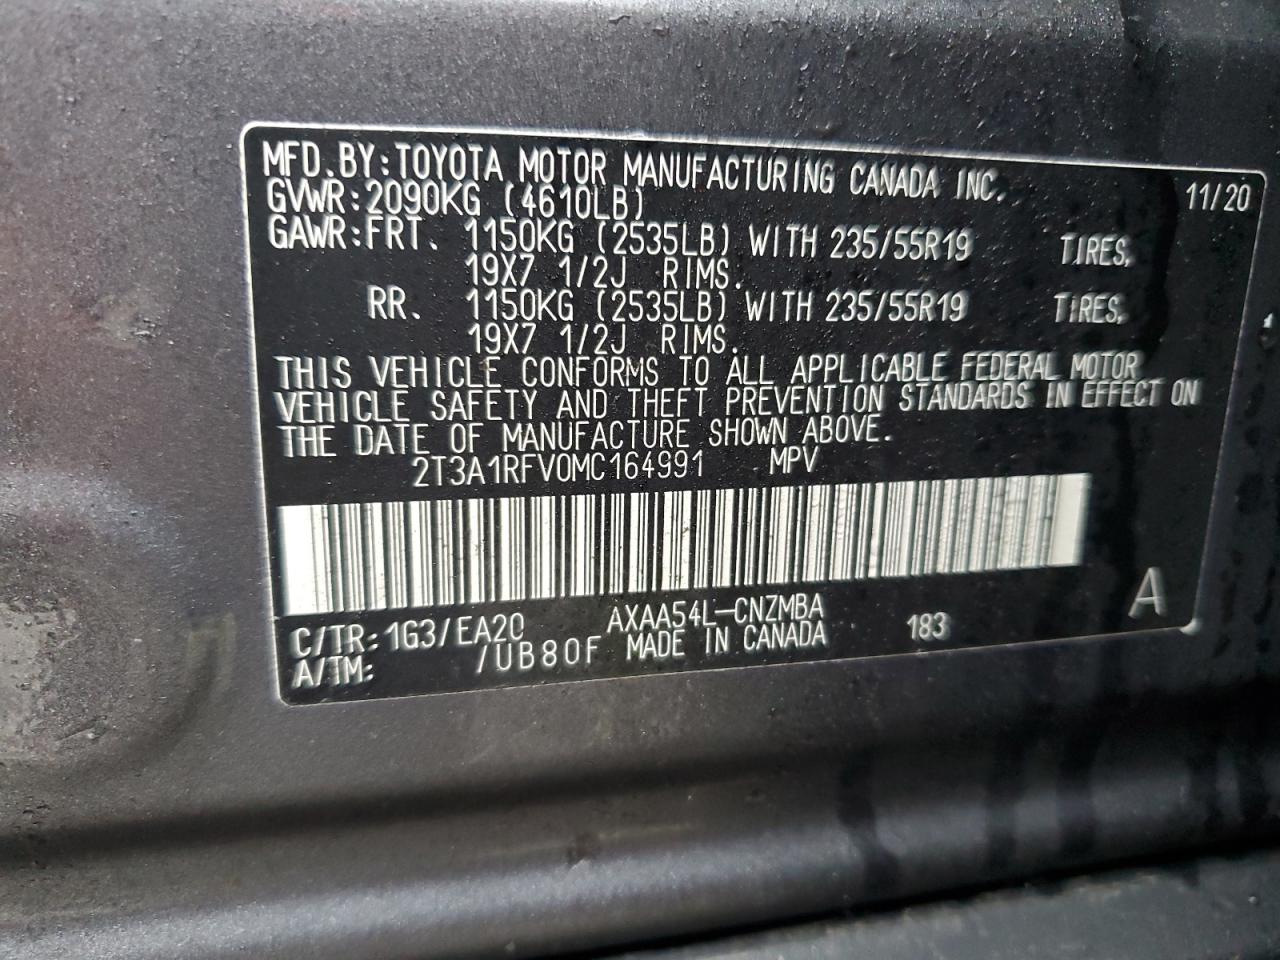 MFD.BY:TOYOTA MOTOR MANUFACTURING CANADA INC. 11/20
GVWR:2090KG (4610LB)
GAWR:FRT. 1150KG (2535LB) WITH 235/55R19 TIRES,
19X7 1/2J RIMS.
RR. 1150KG (2535LB) WITH 235/55R19 TIRES,
19X7 1/2J RIMS.
THIS VEHICLE CONFORMS TO ALL APPLICABLE FEDERAL MOTOR
VEHICLE SAFETY AND THEFT PREVENTION STANDARDS IN EFFECT ON
THE DATE OF MANUFACTURE SHOWN ABOVE.
2T3A1RFV0MC164991 MPV
C/TR:1G3/EA20 AXAA54L-CNZMBA A
A/TM: /UB80F MADE IN CANADA 183